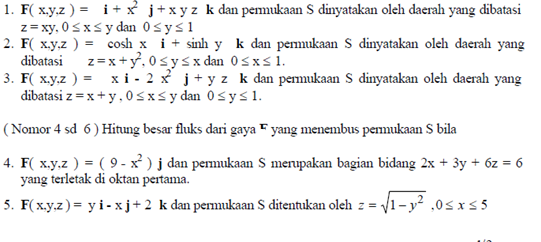 1. F( x,y,z ) = i + x² j + x y z k dan permukaan S dinyatakan oleh daerah yang dibatasi
z = xy, 0 ≤ x ≤ y dan 0 ≤ y ≤ 1
2. F( x,y,z ) = cosh x i + sinh y k dan permukaan S dinyatakan oleh daerah yang
dibatasi z = x + y², 0 ≤ y ≤ x dan 0 ≤ x ≤ 1.
3. F( x,y,z ) = x i - 2 x² j + y z k dan permukaan S dinyatakan oleh daerah yang
dibatasi z = x + y , 0 ≤ x ≤ y dan 0 ≤ y ≤ 1.
( Nomor 4 sd 6 ) Hitung besar fluks dari gaya F yang menembus permukaan S bila
4. F( x,y,z ) = ( 9 - x² ) j dan permukaan S merupakan bagian bidang 2x + 3y + 6z = 6
yang terletak di oktan pertama.
5. F( x,y,z ) = y i - x j + 2 k dan permukaan S ditentukan oleh z = √1 − y² , 0 ≤ x ≤ 5